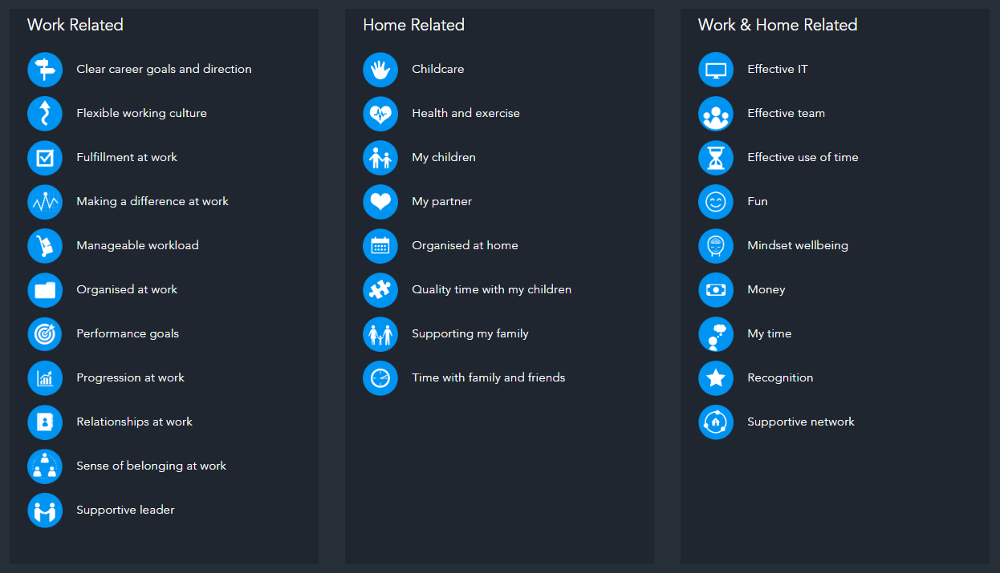 Work Related
Clear career goals and direction
Flexible working culture
Fulfillment at work
Making a difference at work
Manageable workload
Organised at work
Performance goals
Progression at work
Relationships at work
Sense of belonging at work
Supportive leader
Home Related
Childcare
Health and exercise
My children
My partner
Organised at home
Quality time with my children
Supporting my family
Time with family and friends
Work & Home Related
Effective IT
Effective team
Effective use of time
Fun
Mindset wellbeing
Money
My time
Recognition
Supportive network